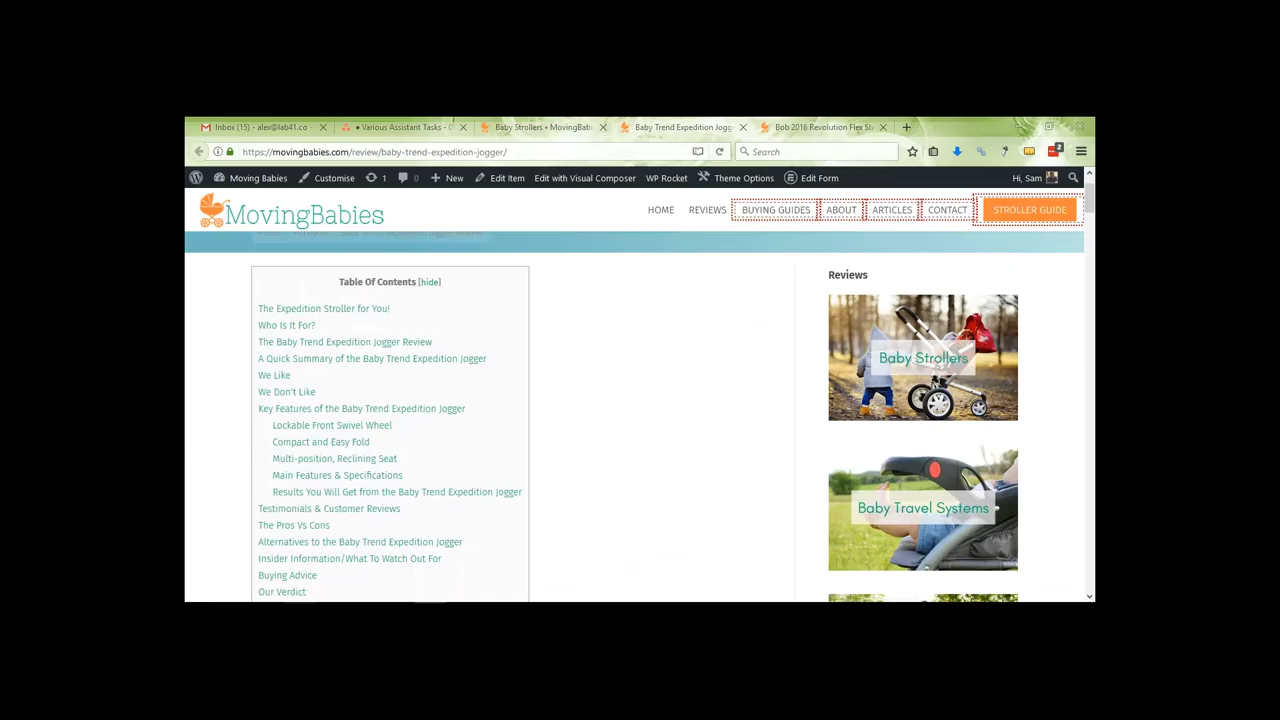 Inbox (15) - alex@lab41.co -
• Various Assistant Tasks -
Baby Strollers • MovingBab
Baby Trend Expedition Jogg
Bob 2016 Revolution Flex St
https://movingbabies.com/review/baby-trend-expedition-jogger/
Search
2
Moving Babies
Customise
1
0
New
Edit Item
Edit with Visual Composer
WP Rocket
Theme Options
Edit Form
Hi, Sam
MovingBabies
HOME
REVIEWS
BUYING GUIDES
ABOUT
ARTICLES
CONTACT
STROLLER GUIDE
Table Of Contents [hide]
The Expedition Stroller for You!
Who Is It For?
The Baby Trend Expedition Jogger Review
A Quick Summary of the Baby Trend Expedition Jogger
We Like
We Don't Like
Key Features of the Baby Trend Expedition Jogger
Lockable Front Swivel Wheel
Compact and Easy Fold
Multi-position, Reclining Seat
Main Features & Specifications
Results You Will Get from the Baby Trend Expedition Jogger
Testimonials & Customer Reviews
The Pros Vs Cons
Alternatives to the Baby Trend Expedition Jogger
Insider Information/What To Watch Out For
Buying Advice
Our Verdict
Reviews
Baby Strollers
Baby Travel Systems